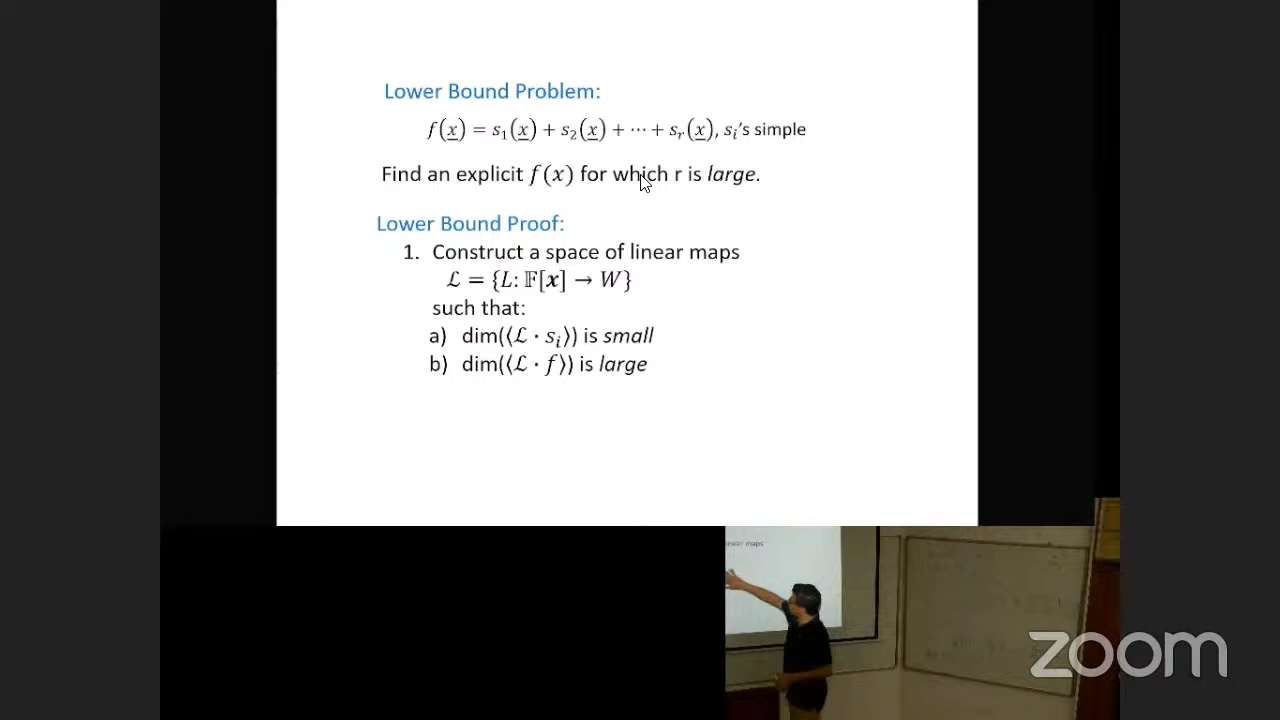 Lower Bound Problem:
f(x) = s₁(x) + s₂(x) + ⋯ + sᵣ(x), sᵢ's simple
Find an explicit f(x) for which r is large.
Lower Bound Proof:
1. Construct a space of linear maps
ℒ = {L: 𝔽[x] → W}
such that:
a) dim(⟨ℒ · sᵢ⟩) is small
b) dim(⟨ℒ · f⟩) is large
maps
zoom